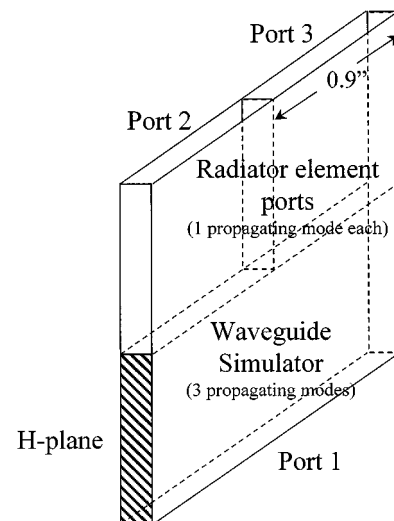 Port 3
0.9”
Port 2
Radiator element
ports
(1 propagating mode each)
Waveguide
Simulator
(3 propagating modes)
H-plane
Port 1